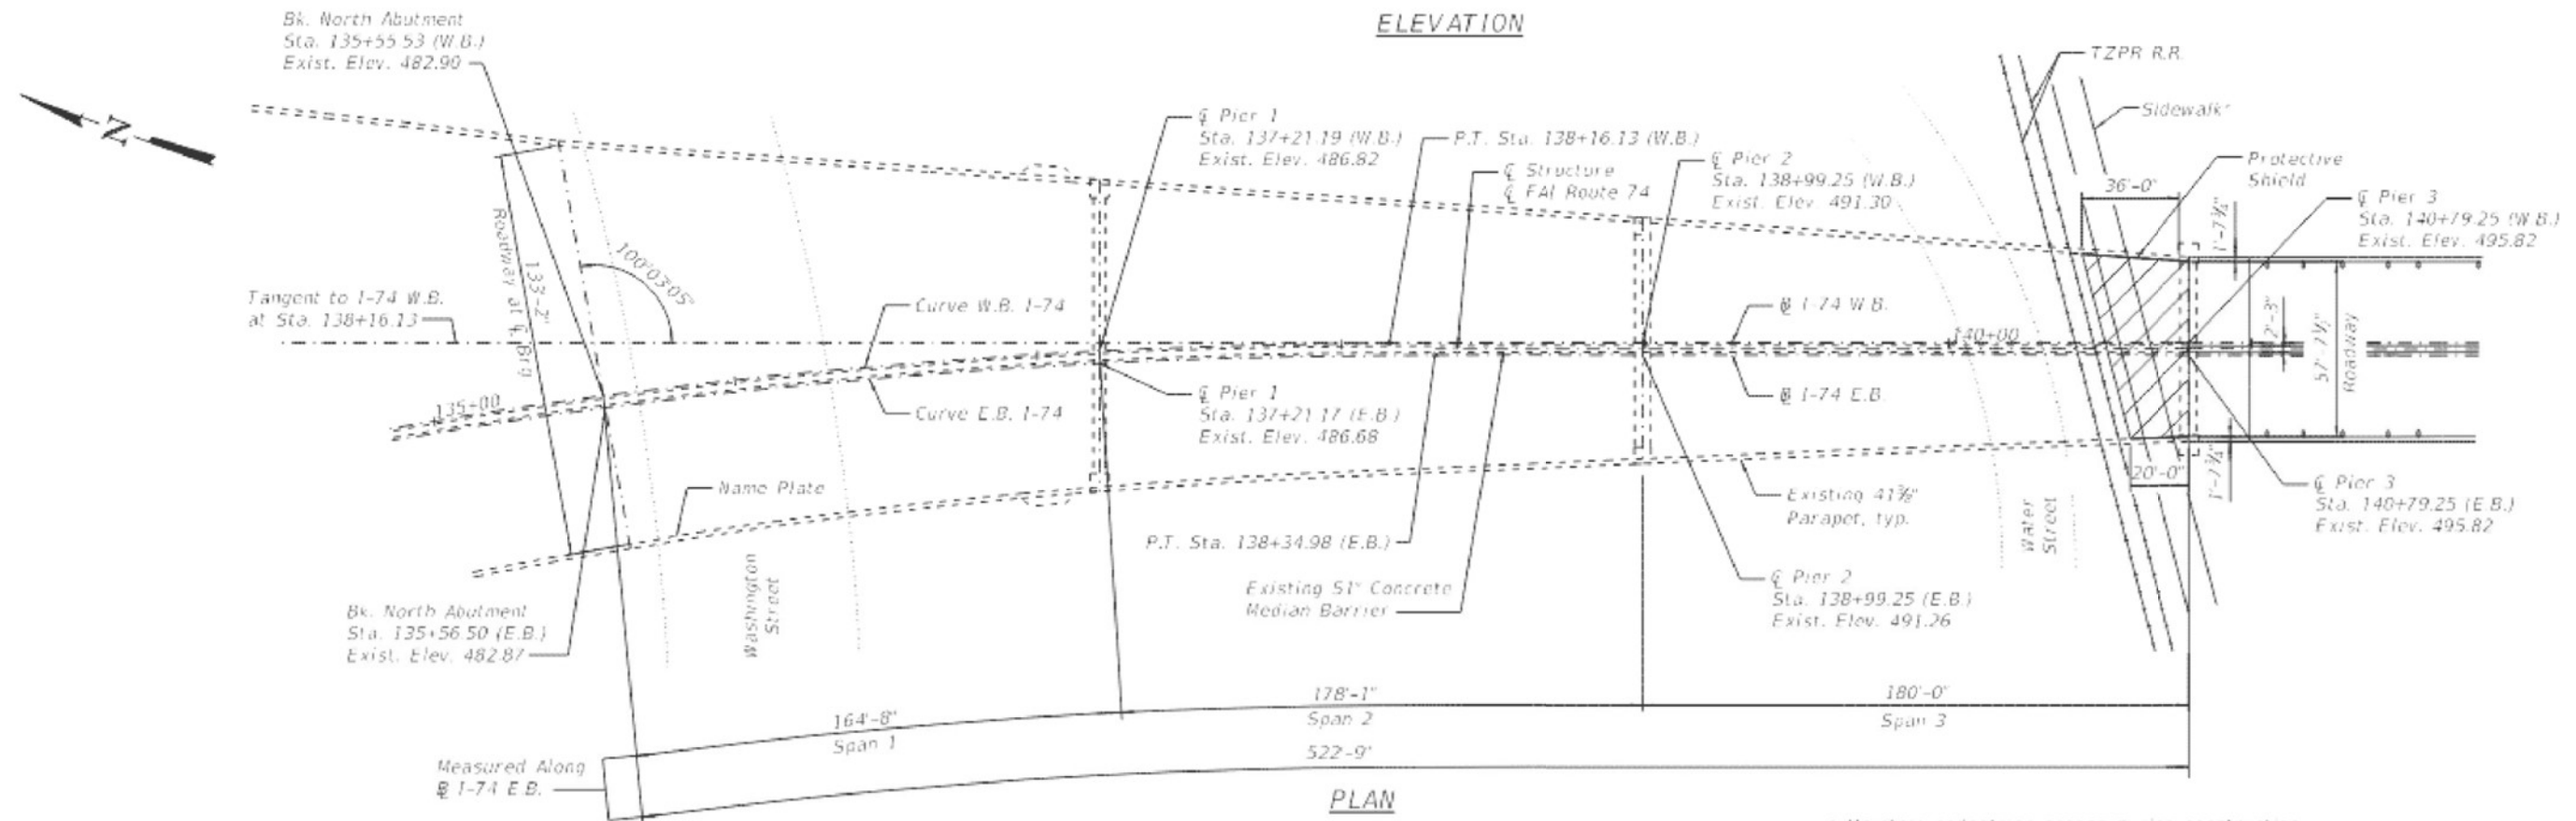 ELEVATION
Bk. North Abutment
Sta. 135+55.53 (W.B.)
Exist. Elev. 482.90
N
TZPR R.R.
Sidewalk
℄ Pier 1
Sta. 137+21.19 (W.B.)
Exist. Elev. 486.82
P.T. Sta. 138+16.13 (W.B.)
℄ Structure
℄ FAI Route 74
℄ Pier 2
Sta. 138+99.25 (W.B.)
Exist. Elev. 491.30
Protective
Shield
36'-0"
1'-7¾"
℄ Pier 3
Sta. 140+79.25 (W.B.)
Exist. Elev. 495.82
Roadway at ℄ Brg
133'-2"
100°03'05"
Tangent to I-74 W.B.
at Sta. 138+16.13
Curve W.B. I-74
Curve E.B. I-74
135+00
℄ Pier 1
Sta. 137+21.17 (E.B.)
Exist. Elev. 486.68
B I-74 W.B.
140+00
B I-74 E.B.
2'-3"
57'-7½"
Roadway
Name Plate
20'-0"
1'-7¾"
℄ Pier 3
Sta. 140+79.25 (E.B.)
Exist. Elev. 495.82
Existing 41⅜"
Parapet, typ.
Water
Street
P.T. Sta. 138+34.98 (E.B.)
Existing 51" Concrete
Median Barrier
℄ Pier 2
Sta. 138+99.25 (E.B.)
Exist. Elev. 491.26
Washington
Street
Bk. North Abutment
Sta. 135+56.50 (E.B.)
Exist. Elev. 482.87
164'-8"
Span 1
178'-1"
Span 2
180'-0"
Span 3
522'-9"
Measured Along
B I-74 E.B.
PLAN